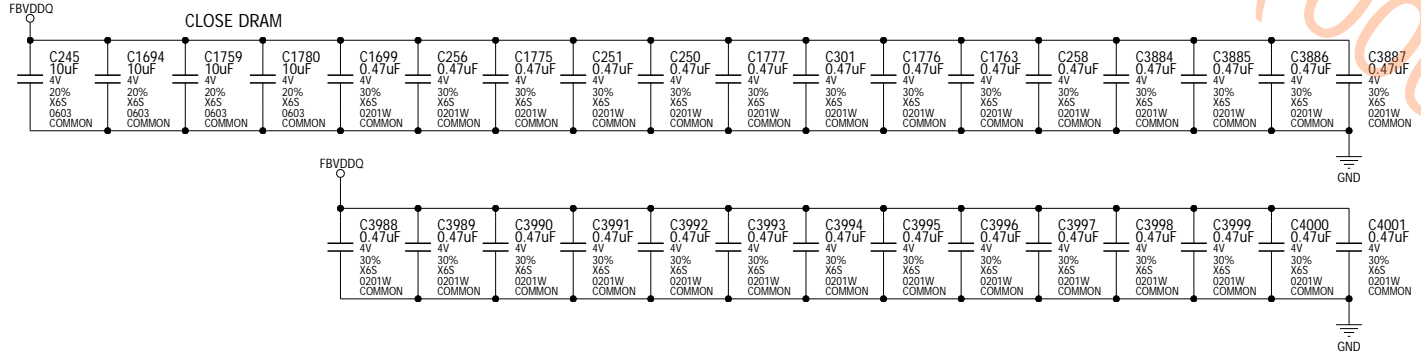 FBVDDQ
CLOSE DRAM
C245 C1694 C1759 C1780 C1699 C256 C1775 C251 C250 C1777 C301 C1776 C1763 C258 C3884 C3885 C3886 C3887
10uF 10uF 10uF 10uF 0.47uF 0.47uF 0.47uF 0.47uF 0.47uF 0.47uF 0.47uF 0.47uF 0.47uF 0.47uF 0.47uF 0.47uF 0.47uF 0.47uF
4V 4V 4V 4V 4V 4V 4V 4V 4V 4V 4V 4V 4V 4V 4V 4V 4V 4V
20% 20% 20% 20% 30% 30% 30% 30% 30% 30% 30% 30% 30% 30% 30% 30% 30% 30%
X6S X6S X6S X6S X6S X6S X6S X6S X6S X6S X6S X6S X6S X6S X6S X6S X6S X6S
0603 0603 0603 0603 0201W 0201W 0201W 0201W 0201W 0201W 0201W 0201W 0201W 0201W 0201W 0201W 0201W 0201W
COMMON COMMON COMMON COMMON COMMON COMMON COMMON COMMON COMMON COMMON COMMON COMMON COMMON COMMON COMMON COMMON COMMON COMMON
GND
FBVDDQ
C3988 C3989 C3990 C3991 C3992 C3993 C3994 C3995 C3996 C3997 C3998 C3999 C4000 C4001
0.47uF 0.47uF 0.47uF 0.47uF 0.47uF 0.47uF 0.47uF 0.47uF 0.47uF 0.47uF 0.47uF 0.47uF 0.47uF 0.47uF
4V 4V 4V 4V 4V 4V 4V 4V 4V 4V 4V 4V 4V 4V
30% 30% 30% 30% 30% 30% 30% 30% 30% 30% 30% 30% 30% 30%
X6S X6S X6S X6S X6S X6S X6S X6S X6S X6S X6S X6S X6S X6S
0201W 0201W 0201W 0201W 0201W 0201W 0201W 0201W 0201W 0201W 0201W 0201W 0201W 0201W
COMMON COMMON COMMON COMMON COMMON COMMON COMMON COMMON COMMON COMMON COMMON COMMON COMMON COMMON
GND